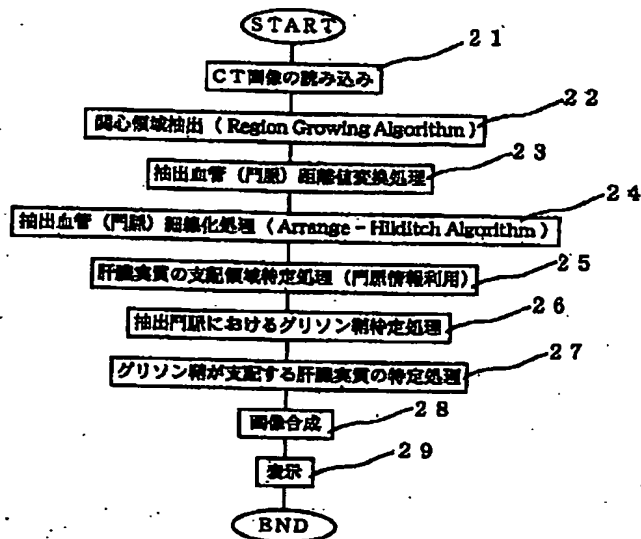 START
21
CT画像の読み込み
22
関心領域抽出（Region Growing Algorithm）
23
抽出血管（門脈）距離値変換処理
24
抽出血管（門脈）細線化処理（Arrange－Hilditch Algorithm）
25
肝臓実質の支配領域特定処理（門脈情報利用）
26
抽出門脈におけるグリソン鞘特定処理
27
グリソン鞘が支配する肝臓実質の特定処理
28
画像合成
29
表示
END